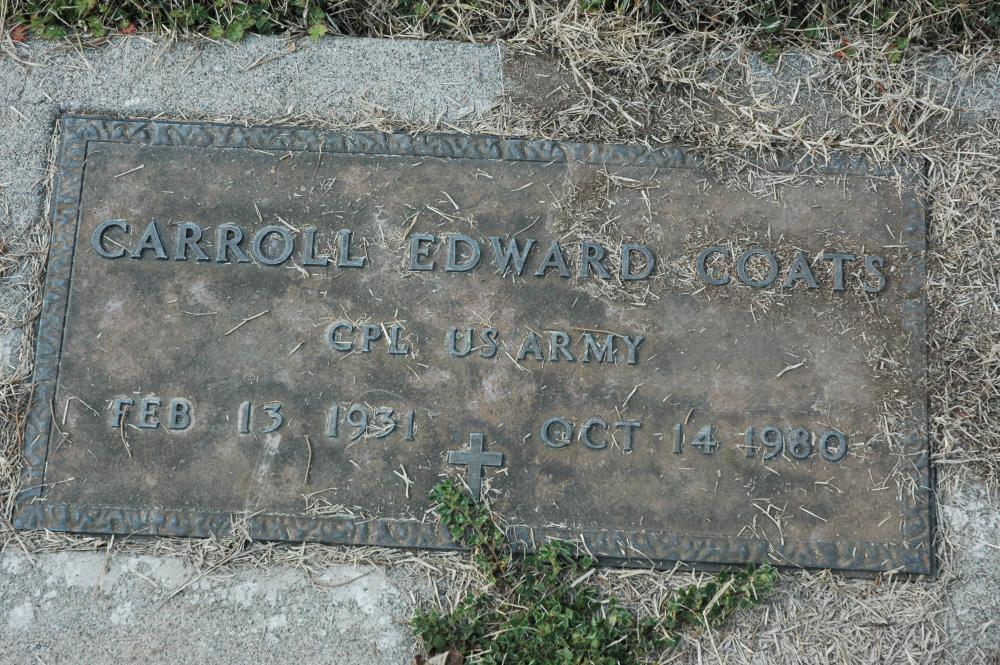 CARROLL EDWARD COATS
CPL US ARMY
FEB 13 1931 OCT 14 1980